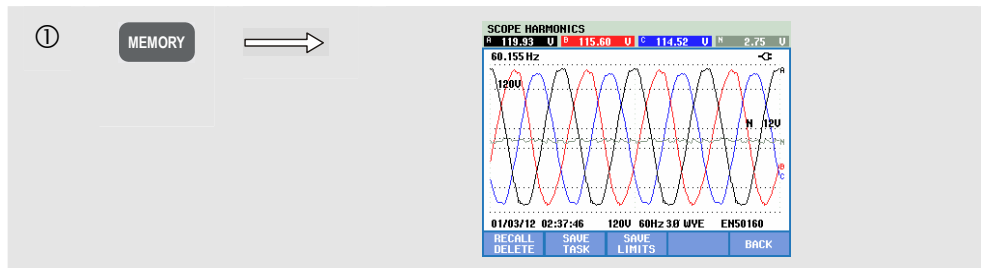 ①
MEMORY
SCOPE HARMONICS
A 119.93 V B 115.60 V C 114.52 V N 2.75 V
60.155 Hz
A
120V
N 12V
N
B
C
01/03/12 02:37:46 120V 60Hz 3Ø WYE EN50160
RECALL DELETE SAVE TASK SAVE LIMITS BACK